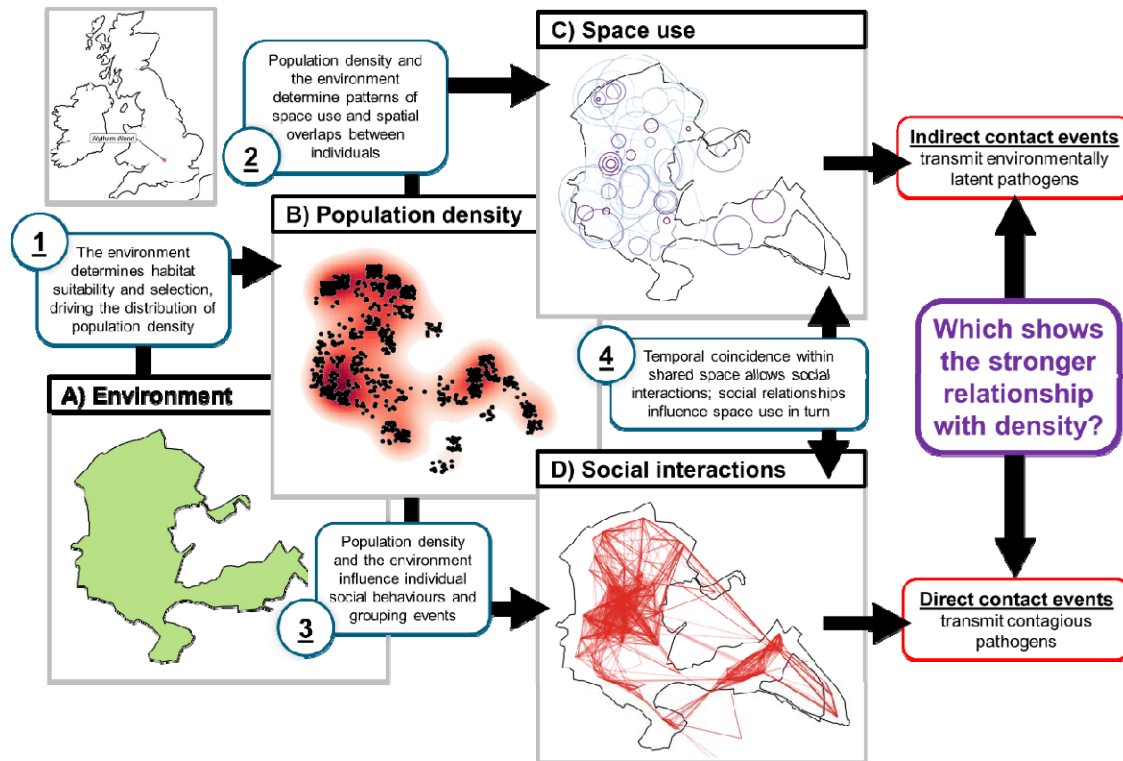 C) Space use
Population density and
the environment
determine patterns of
space use and spatial
overlaps between
individuals
2
Wytham Wood
Indirect contact events
transmit environmentally
latent pathogens
B) Population density
1
The environment
determines habitat
suitability and selection,
driving the distribution of
population density
Which shows
the stronger
relationship
with density?
4
Temporal coincidence within
shared space allows social
interactions; social relationships
influence space use in turn
A) Environment
D) Social interactions
Population density
and the environment
influence individual
social behaviours and
grouping events
3
Direct contact events
transmit contagious
pathogens